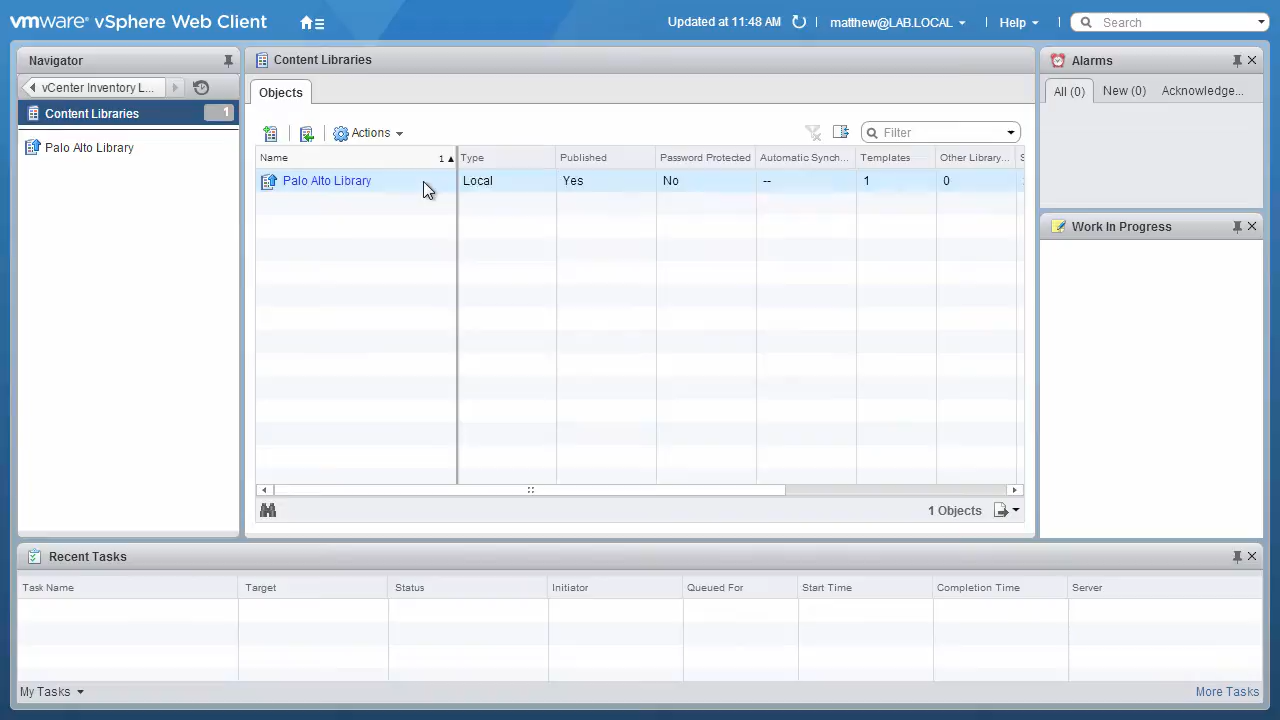 vmware® vSphere Web Client
Updated at 11:48 AM
matthew@LAB.LOCAL
Help
Search
Navigator
vCenter Inventory L...
Content Libraries
1
Palo Alto Library
Content Libraries
Objects
Actions
Filter
Name
1
Type
Published
Password Protected
Automatic Synch...
Templates
Other Library...
Palo Alto Library
Local
Yes
No
--
1
0
1 Objects
Alarms
All (0)
New (0)
Acknowledge...
Work In Progress
Recent Tasks
Task Name
Target
Status
Initiator
Queued For
Start Time
Completion Time
Server
My Tasks
More Tasks